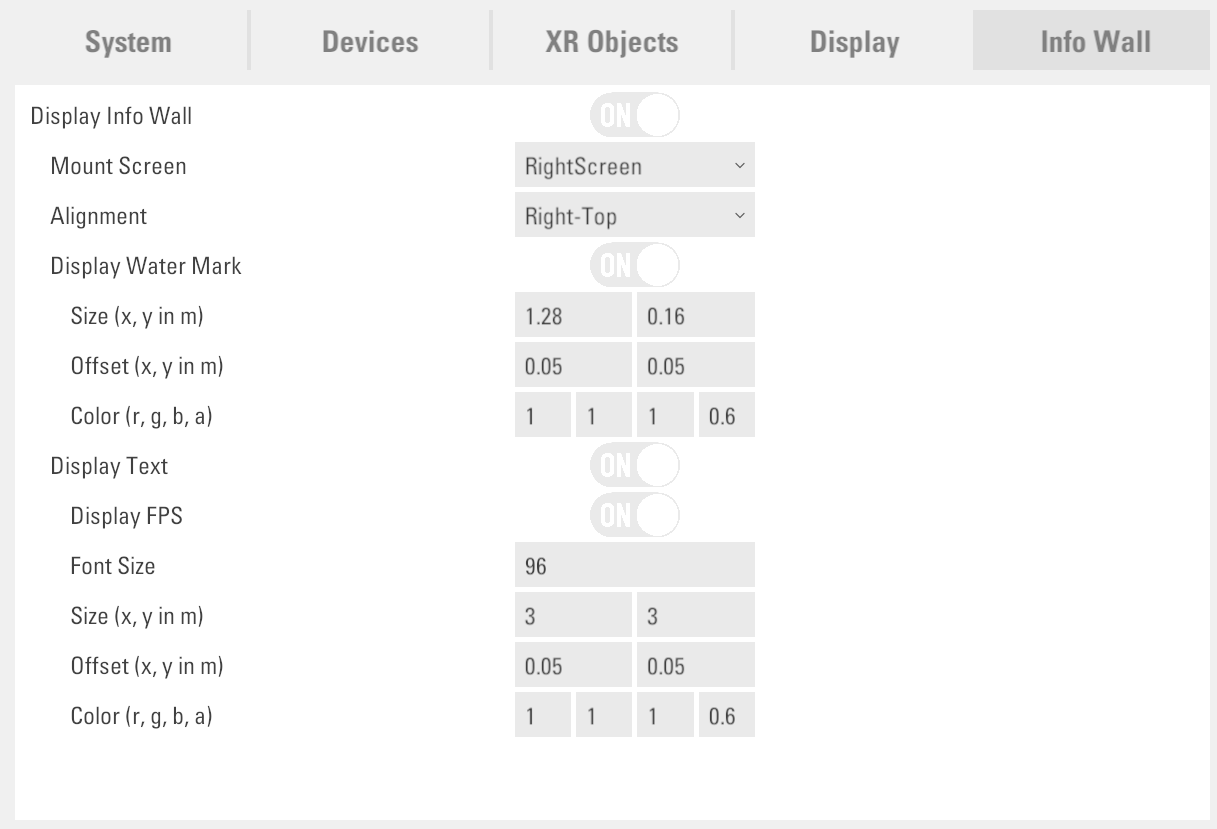 System Devices XR Objects Display Info Wall
Display Info Wall ON
Mount Screen RightScreen
Alignment Right-Top
Display Water Mark ON
Size (x, y in m) 1.28 0.16
Offset (x, y in m) 0.05 0.05
Color (r, g, b, a) 1 1 1 0.6
Display Text ON
Display FPS ON
Font Size 96
Size (x, y in m) 3 3
Offset (x, y in m) 0.05 0.05
Color (r, g, b, a) 1 1 1 0.6